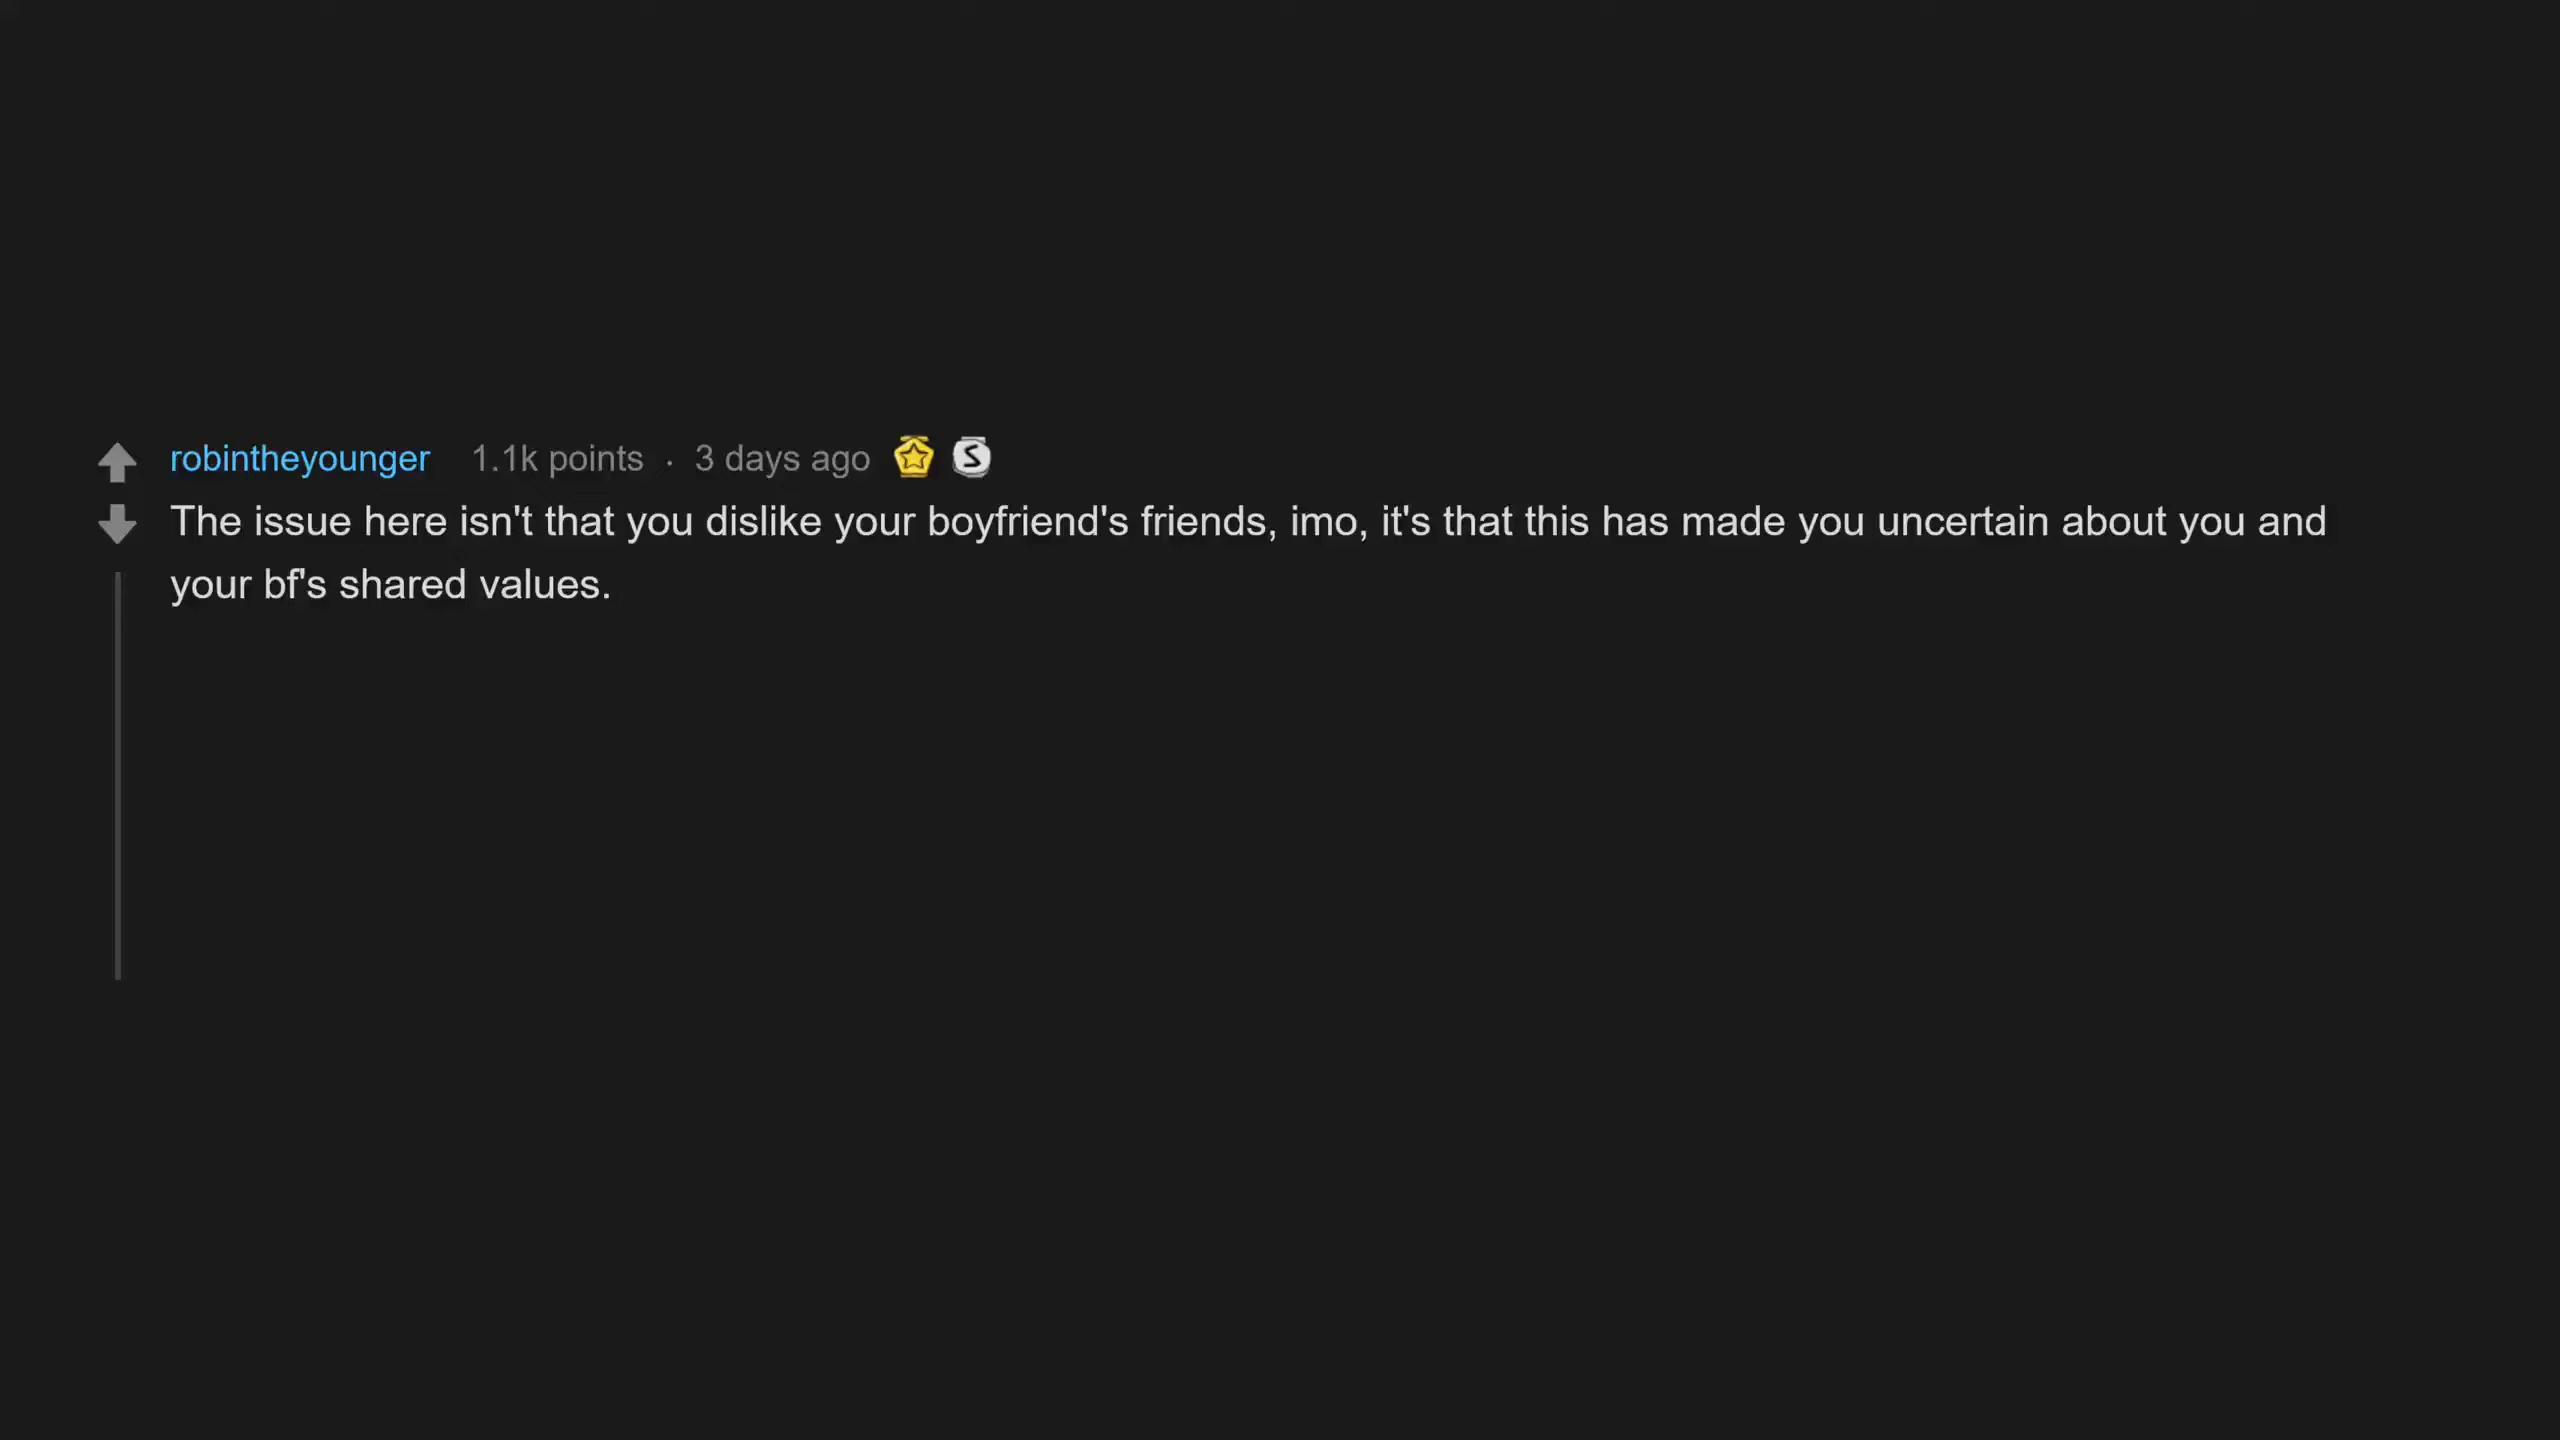 robintheyounger 1.1k points · 3 days ago S
The issue here isn't that you dislike your boyfriend's friends, imo, it's that this has made you uncertain about you and
your bf's shared values.